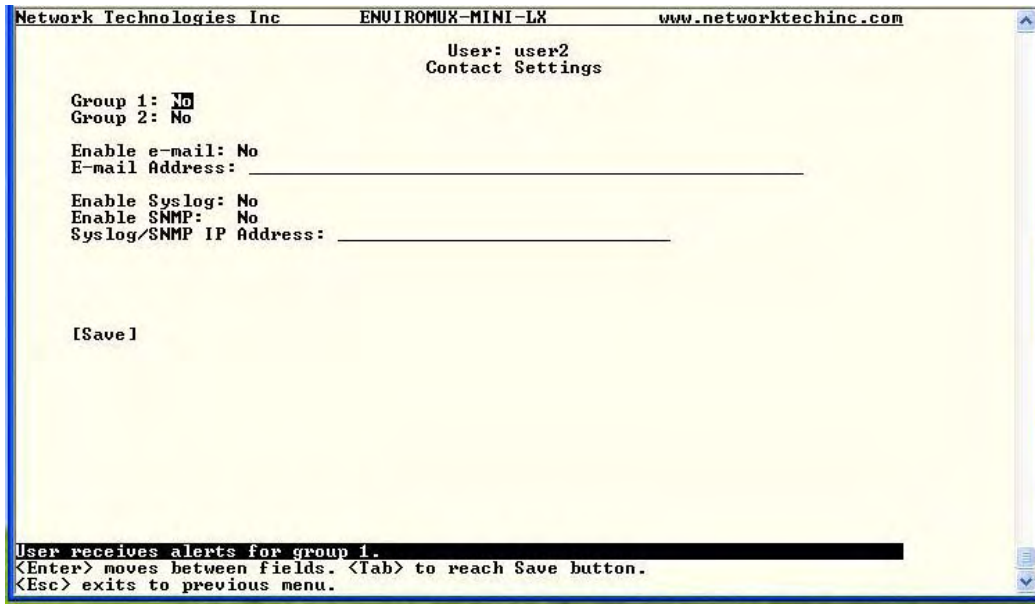 Network Technologies Inc ENVIROMUX-MINI-LX www.networktechinc.com
User: user2
Contact Settings
Group 1: No
Group 2: No
Enable e-mail: No
E-mail Address:
Enable Syslog: No
Enable SNMP: No
Syslog/SNMP IP Address:
[Save]
User receives alerts for group 1.
<Enter> moves between fields. <Tab> to reach Save button.
<Esc> exits to previous menu.